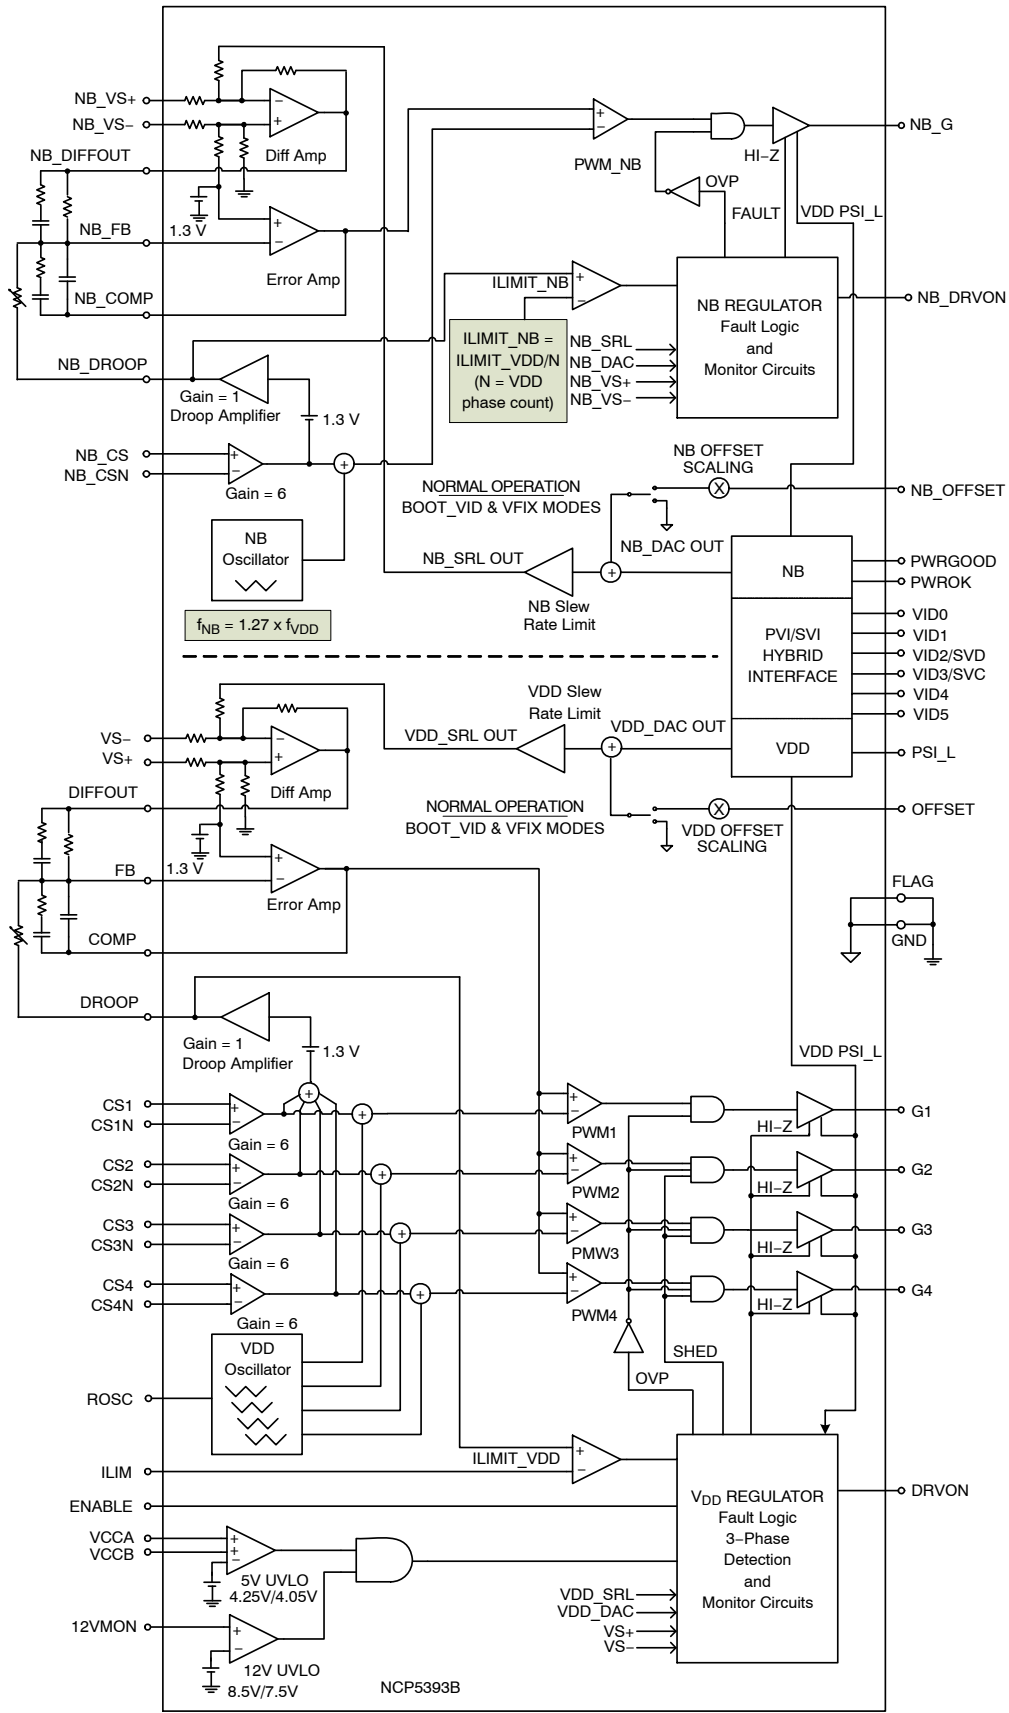 NB_VS+
NB_VS−
Diff Amp
NB_DIFFOUT
NB_FB
1.3 V
Error Amp
NB_COMP
NB_DROOP
Gain = 1
Droop Amplifier
1.3 V
NB_CS
NB_CSN
Gain = 6
NB
Oscillator
fNB = 1.27 x fVDD
PWM_NB
OVP
HI−Z
FAULT
VDD PSI_L
NB_G
ILIMIT_NB
ILIMIT_NB =
ILIMIT_VDD/N
(N = VDD
phase count)
NB_SRL
NB_DAC
NB_VS+
NB_VS−
NB REGULATOR
Fault Logic
and
Monitor Circuits
NB_DRVON
NB OFFSET
SCALING
NORMAL OPERATION
BOOT_VID & VFIX MODES
X
NB_OFFSET
NB_DAC OUT
NB_SRL OUT
NB Slew
Rate Limit
NB
PVI/SVI
HYBRID
INTERFACE
VDD
PWRGOOD
PWROK
VID0
VID1
VID2/SVD
VID3/SVC
VID4
VID5
PSI_L
VDD Slew
Rate Limit
VDD_DAC OUT
VDD_SRL OUT
NORMAL OPERATION
BOOT_VID & VFIX MODES
X
VDD OFFSET
SCALING
OFFSET
VS−
VS+
Diff Amp
DIFFOUT
1.3 V
FB
Error Amp
COMP
FLAG
GND
DROOP
Gain = 1
Droop Amplifier
1.3 V
VDD PSI_L
CS1
CS1N
Gain = 6
PWM1
HI−Z
G1
CS2
CS2N
Gain = 6
PWM2
HI−Z
G2
CS3
CS3N
Gain = 6
PMW3
HI−Z
G3
CS4
CS4N
Gain = 6
PWM4
HI−Z
G4
VDD
Oscillator
ROSC
SHED
OVP
ILIMIT_VDD
ILIM
ENABLE
VCCA
VCCB
5V UVLO
4.25V/4.05V
12VMON
12V UVLO
8.5V/7.5V
VDD_SRL
VDD_DAC
VS+
VS−
VDD REGULATOR
Fault Logic
3−Phase
Detection
and
Monitor Circuits
DRVON
NCP5393B